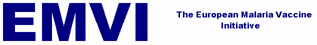 EMVI
The European Malaria Vaccine
Initiative